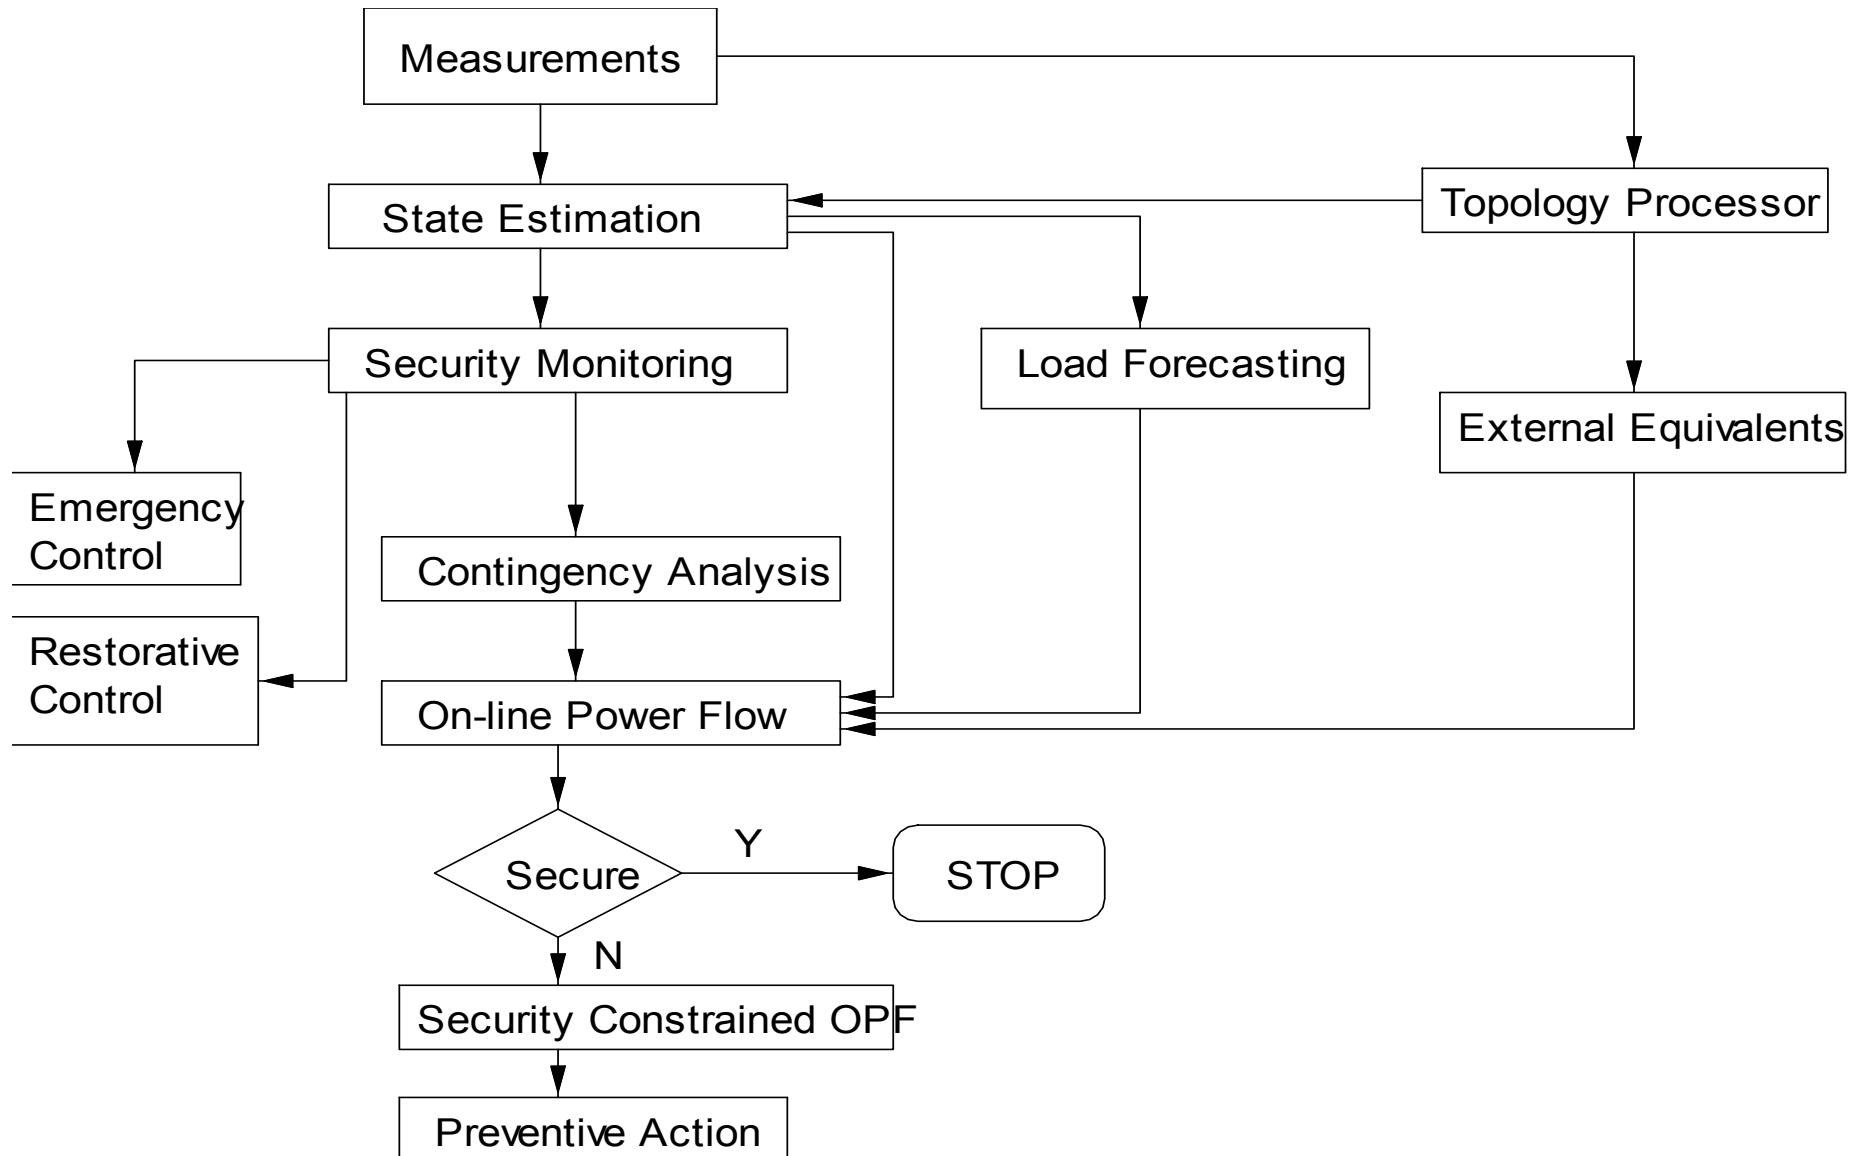 Measurements
Topology Processor
State Estimation
Security Monitoring
Load Forecasting
External Equivalents
Emergency
Control
Contingency Analysis
Restorative
Control
On-line Power Flow
Secure
Y
STOP
N
Security Constrained OPF
Preventive Action